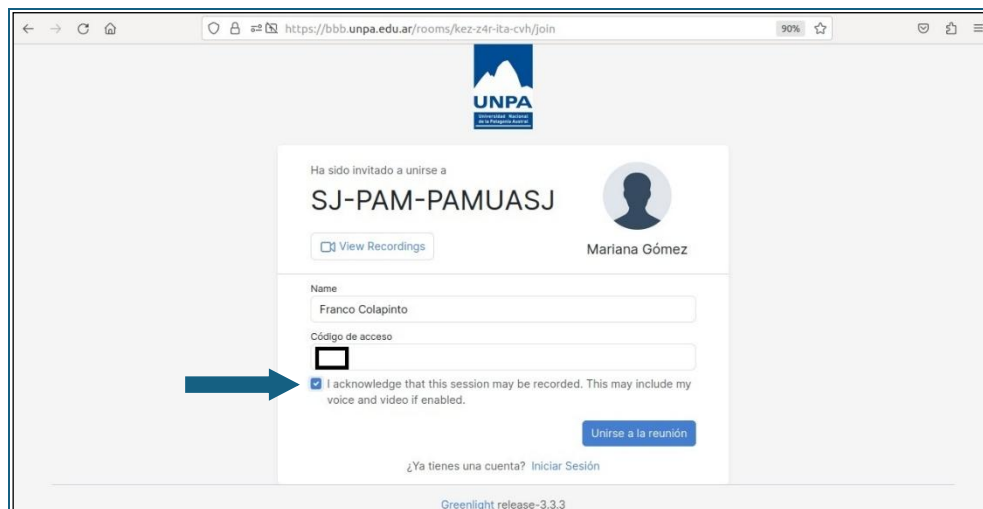 https://bbb.unpa.edu.ar/rooms/kez-z4r-ita-cvh/join
90%
UNPA
Universidad Nacional
de la Patagonia Austral
Ha sido invitado a unirse a
SJ-PAM-PAMUASJ
View Recordings
Mariana Gómez
Name
Franco Colapinto
Código de acceso
I acknowledge that this session may be recorded. This may include my
voice and video if enabled.
Unirse a la reunión
¿Ya tienes una cuenta? Iniciar Sesión
Greenlight release-3.3.3